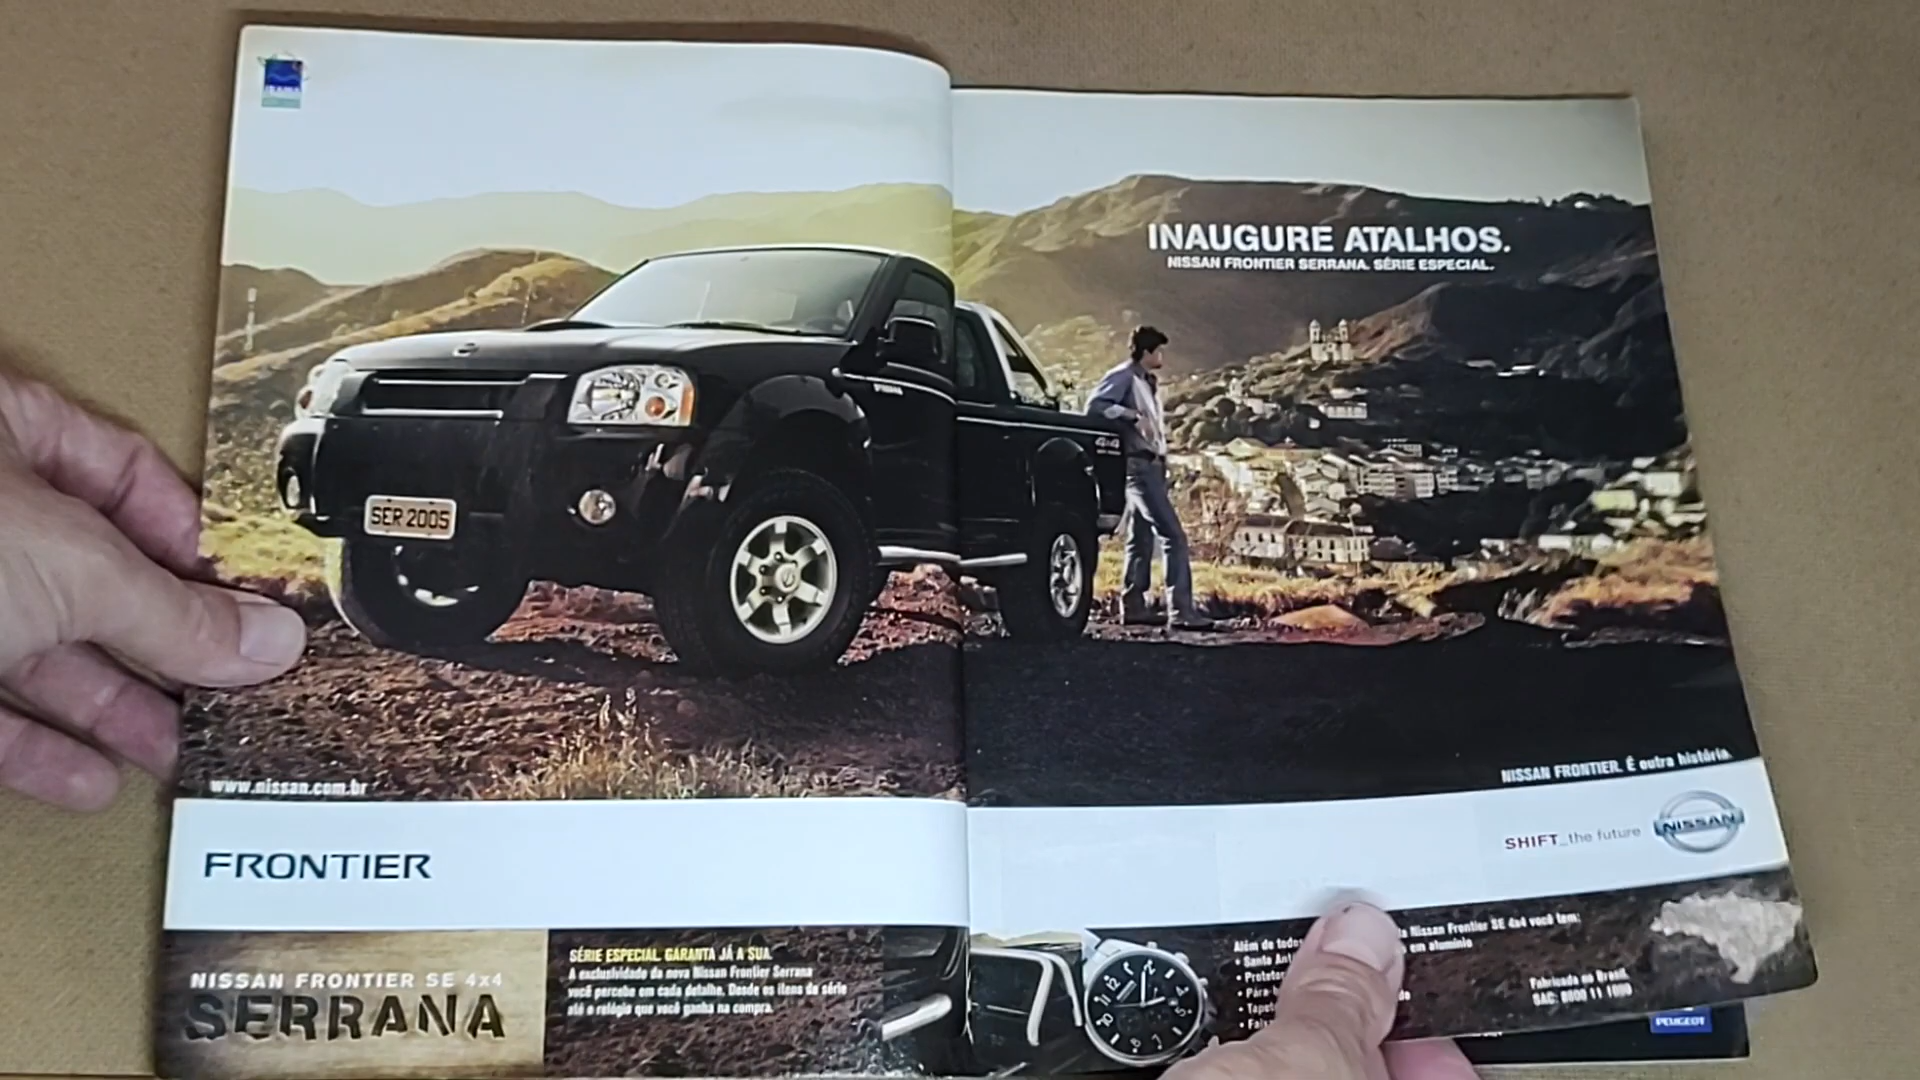 IBAMA
INAUGURE ATALHOS.
NISSAN FRONTIER SERRANA. SÉRIE ESPECIAL.
4x4
SER 2005
www.nissan.com.br
NISSAN FRONTIER. É outra história.
FRONTIER
SHIFT_the future
NISSAN
NISSAN FRONTIER SE 4x4
SERRANA
SÉRIE ESPECIAL. GARANTA JÁ A SUA.
A exclusividade da nova Nissan Frontier Serrana
você percebe em cada detalhe. Desde os itens da série
até o relógio que você ganha na compra.
Além de todos Nissan Frontier SE 4x4 você tem:
• Santo em alumínio
Fabricada no Brasil.
SAC: 0800 11 1090
PEUGEOT